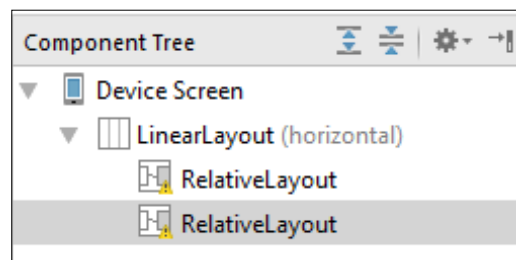 Component Tree
Device Screen
LinearLayout (horizontal)
RelativeLayout
RelativeLayout